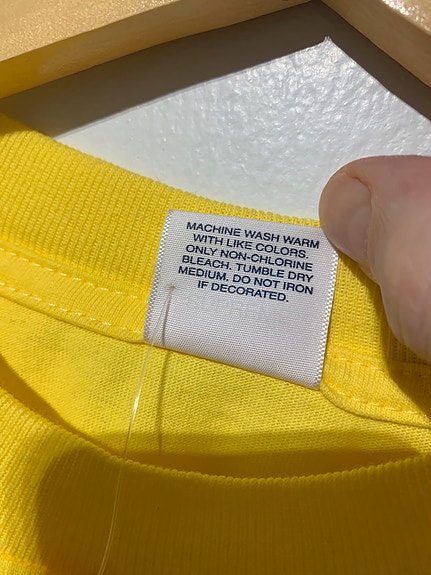 MACHINE WASH WARM
WITH LIKE COLORS.
ONLY NON-CHLORINE
BLEACH. TUMBLE DRY
MEDIUM. DO NOT IRON
IF DECORATED.